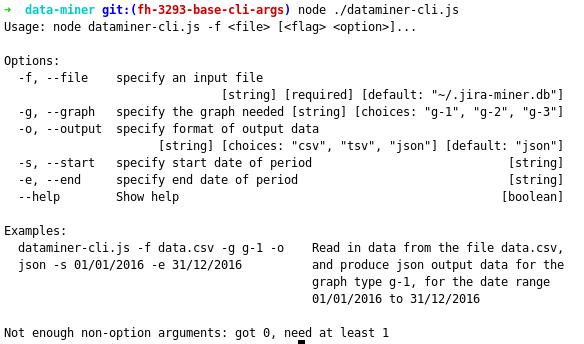 ➜  data-miner git:(fh-3293-base-cli-args) node ./dataminer-cli.js
Usage: node dataminer-cli.js -f <file> [<flag> <option>]...

Options:
  -f, --file    specify an input file
                               [string] [required] [default: "~/.jira-miner.db"]
  -g, --graph   specify the graph needed [string] [choices: "g-1", "g-2", "g-3"]
  -o, --output  specify format of output data
                      [string] [choices: "csv", "tsv", "json"] [default: "json"]
  -s, --start   specify start date of period                            [string]
  -e, --end     specify end date of period                              [string]
  --help        Show help                                              [boolean]

Examples:
  dataminer-cli.js -f data.csv -g g-1 -o    Read in data from the file data.csv,
  json -s 01/01/2016 -e 31/12/2016          and produce json output data for the
                                            graph type g-1, for the date range
                                            01/01/2016 to 31/12/2016

Not enough non-option arguments: got 0, need at least 1